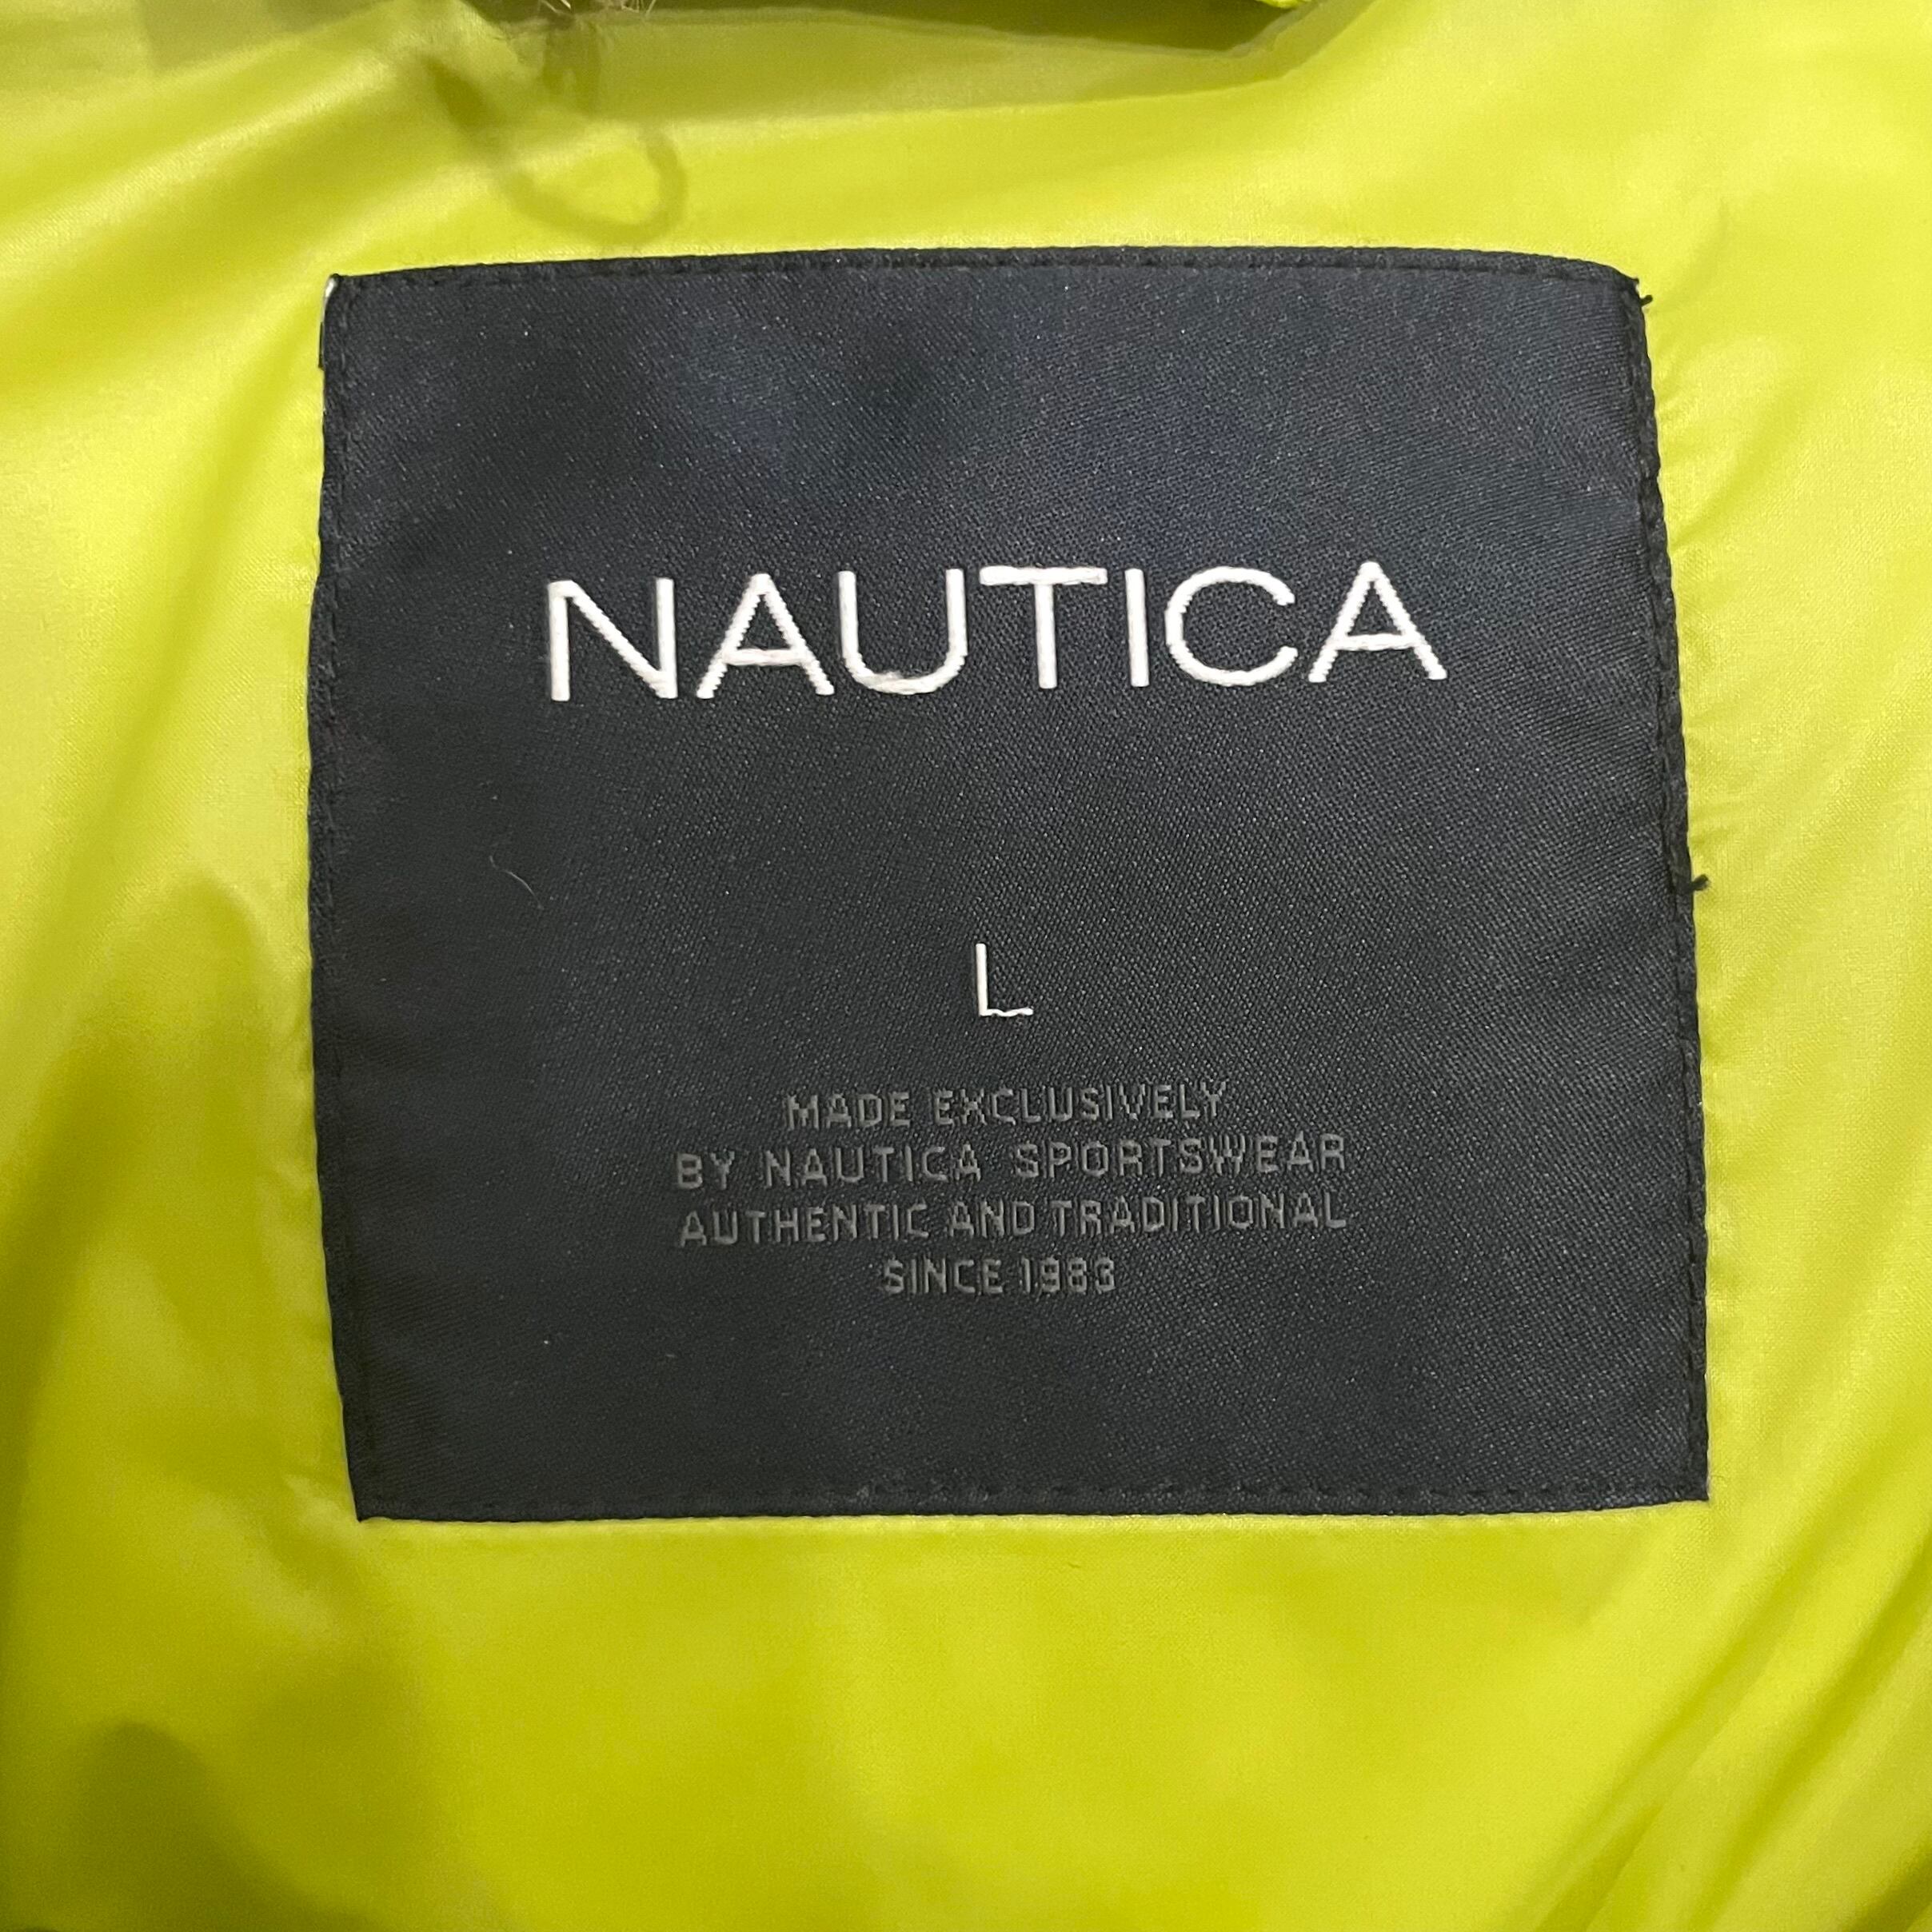 NAUTICA
L
MADE EXCLUSIVELY
BY NAUTICA SPORTSWEAR
AUTHENTIC AND TRADITIONAL
SINCE 1983